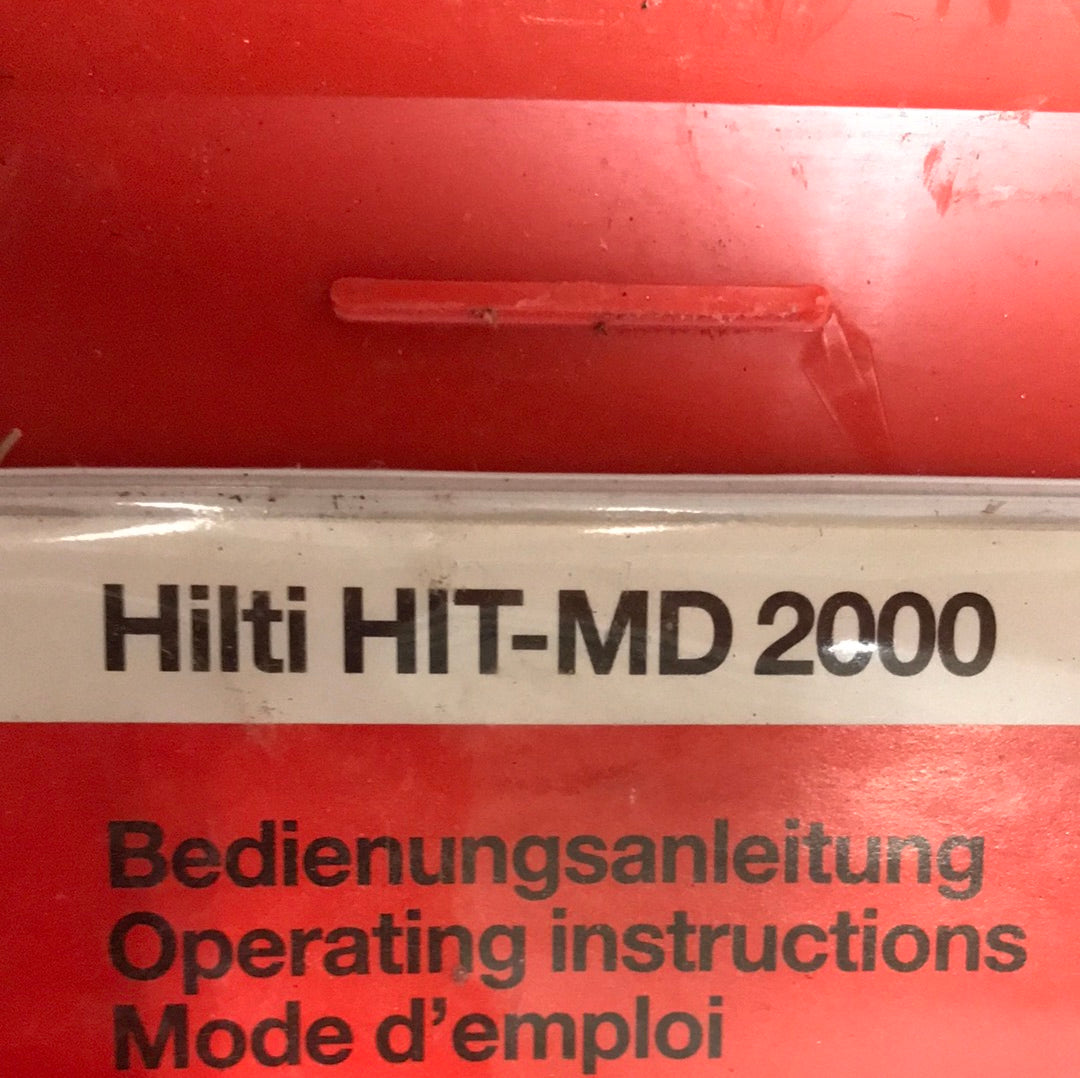 Hilti HIT-MD 2000
Bedienungsanleitung
Operating instructions
Mode d'emploi